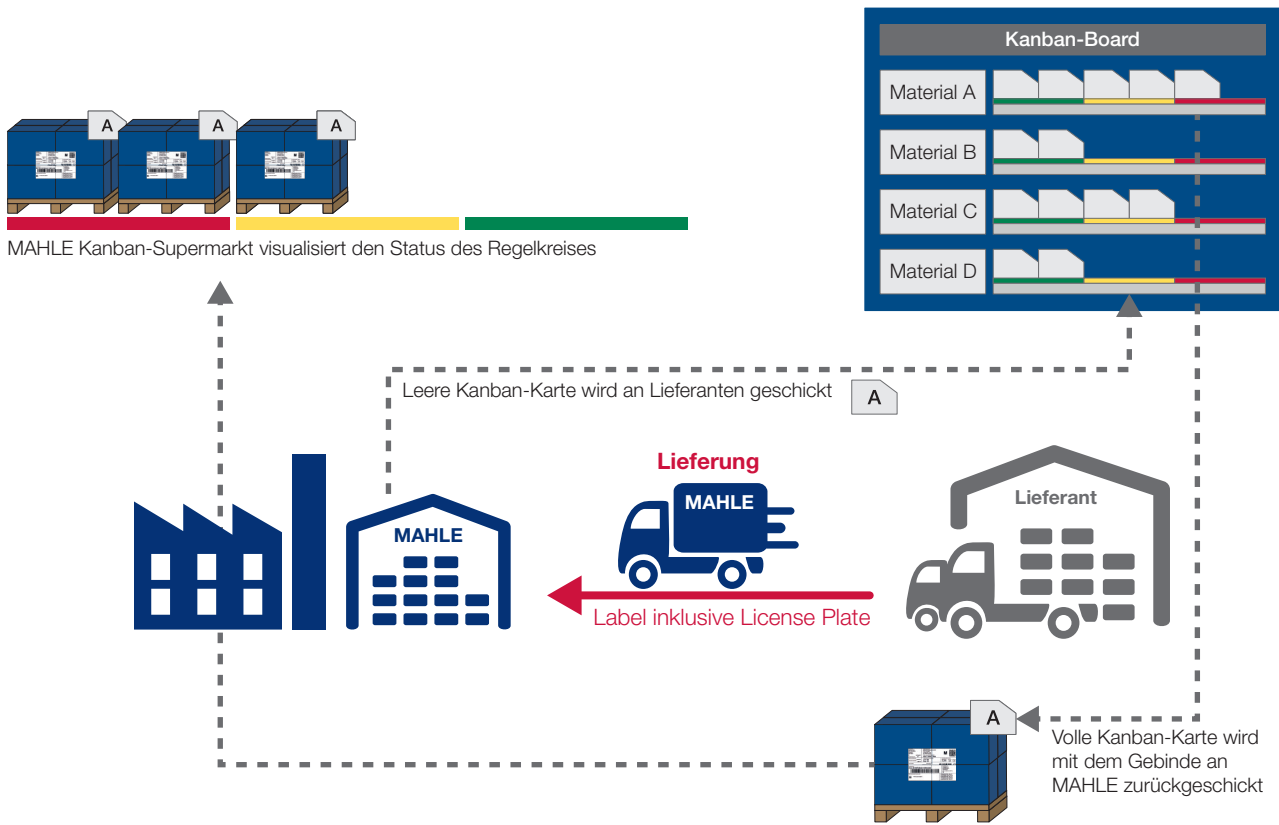 Kanban-Board
Material A
Material B
Material C
Material D
A
A
A
MAHLE Kanban-Supermarkt visualisiert den Status des Regelkreises
Leere Kanban-Karte wird an Lieferanten geschickt
A
Lieferung
MAHLE
MAHLE
Lieferant
Label inklusive License Plate
A
Volle Kanban-Karte wird
mit dem Gebinde an
MAHLE zurückgeschickt